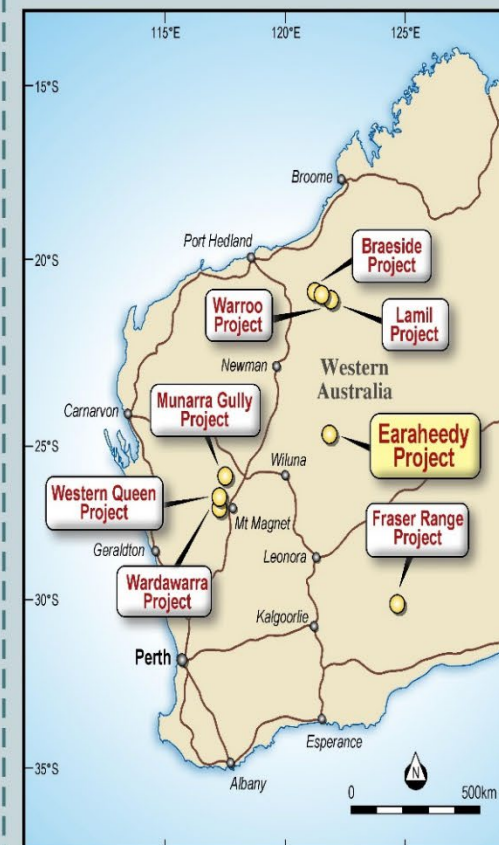 115°E
120°E
125°E
15°S
Broome
Port Hedland
20°S
Braeside
Project
Warroo
Project
Lamil
Project
Newman
Western
Australia
Munarra Gully
Project
Carnarvon
Earaheedy
Project
25°S
Wiluna
Western Queen
Project
Mt Magnet
Fraser Range
Project
Geraldton
Leonora
Wardawarra
Project
30°S
Kalgoorlie
Perth
Esperance
Albany
35°S
N
0
500km